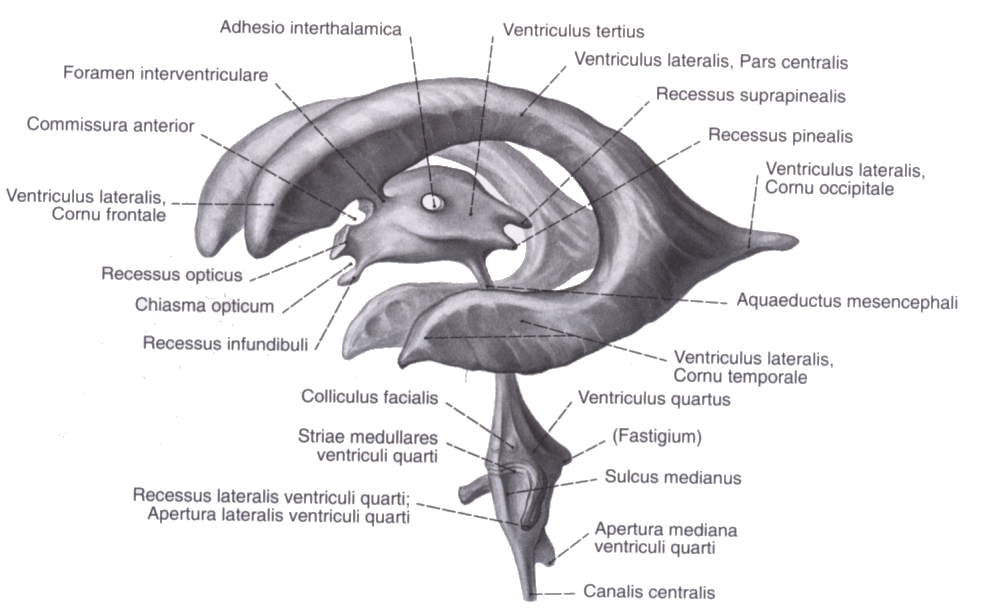 Adhesio interthalamica
Ventriculus tertius
Ventriculus lateralis, Pars centralis
Foramen interventriculare
Recessus suprapinealis
Commissura anterior
Recessus pinealis
Ventriculus lateralis,
Cornu occipitale
Ventriculus lateralis,
Cornu frontale
Recessus opticus
Chiasma opticum
Aquaeductus mesencephali
Recessus infundibuli
Ventriculus lateralis,
Cornu temporale
Colliculus facialis
Ventriculus quartus
Striae medullares
ventriculi quarti
(Fastigium)
Sulcus medianus
Recessus lateralis ventriculi quarti;
Apertura lateralis ventriculi quarti
Apertura mediana
ventriculi quarti
Canalis centralis